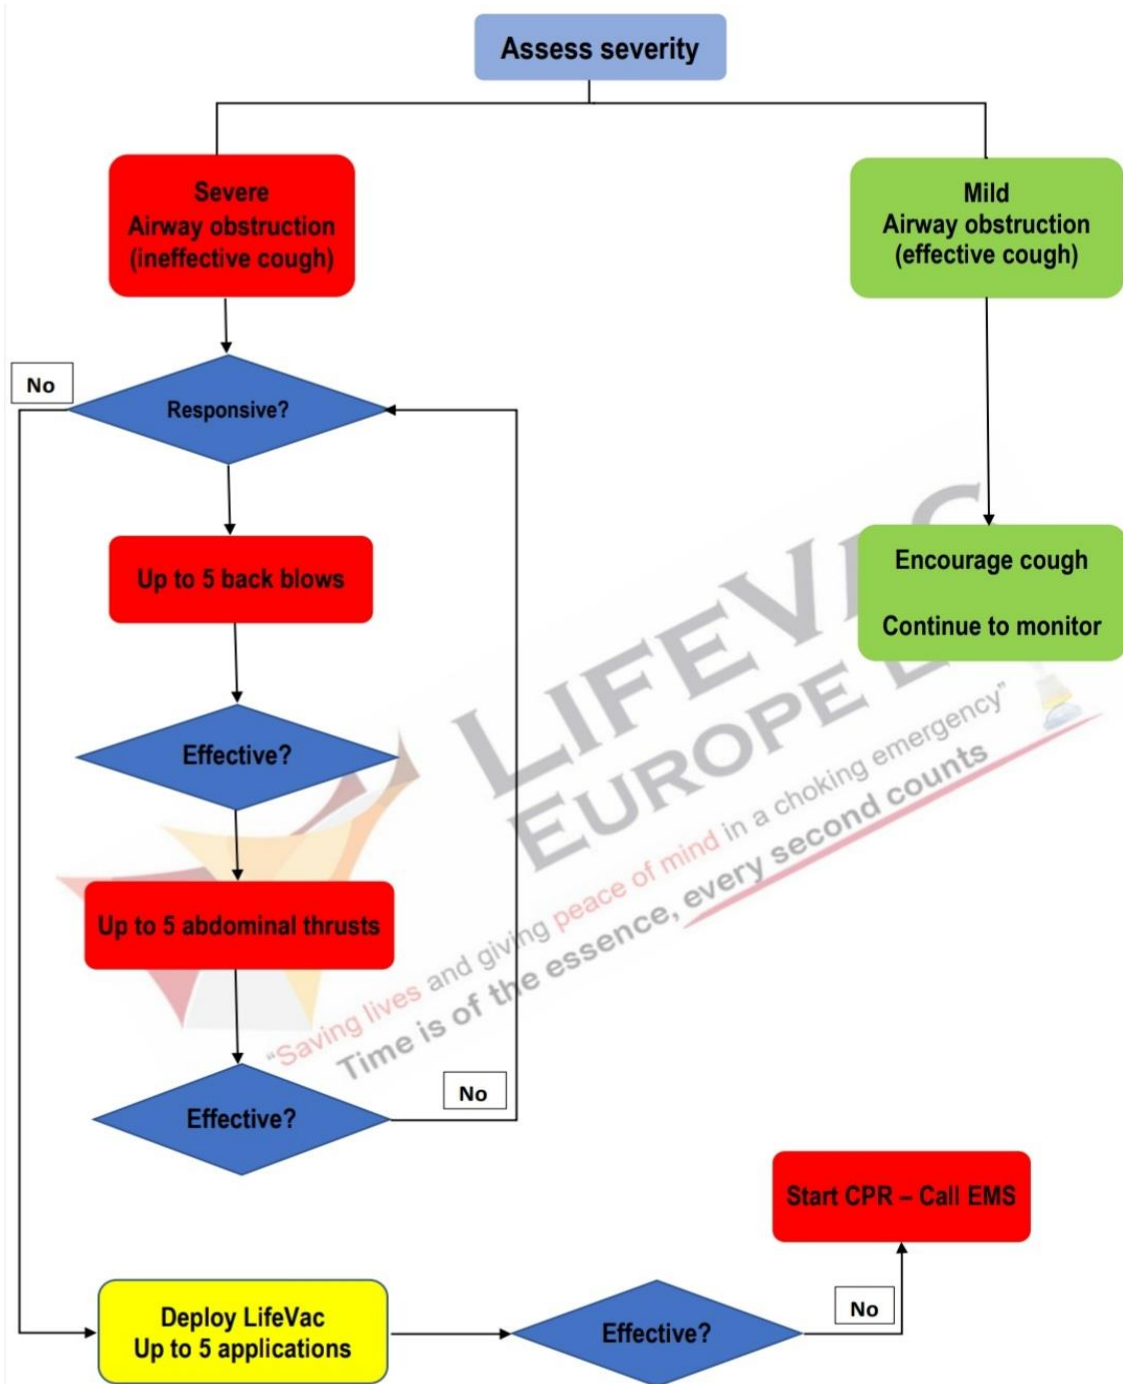 Assess severity
Severe
Airway obstruction
(ineffective cough)
Mild
Airway obstruction
(effective cough)
No
Responsive?
Up to 5 back blows
Encourage cough
Continue to monitor
Effective?
Up to 5 abdominal thrusts
Effective?
No
Start CPR – Call EMS
Deploy LifeVac
Up to 5 applications
Effective?
No
LIFEVAC
EUROPE
"Saving lives and giving peace of mind in a choking emergency"
Time is of the essence, every second counts